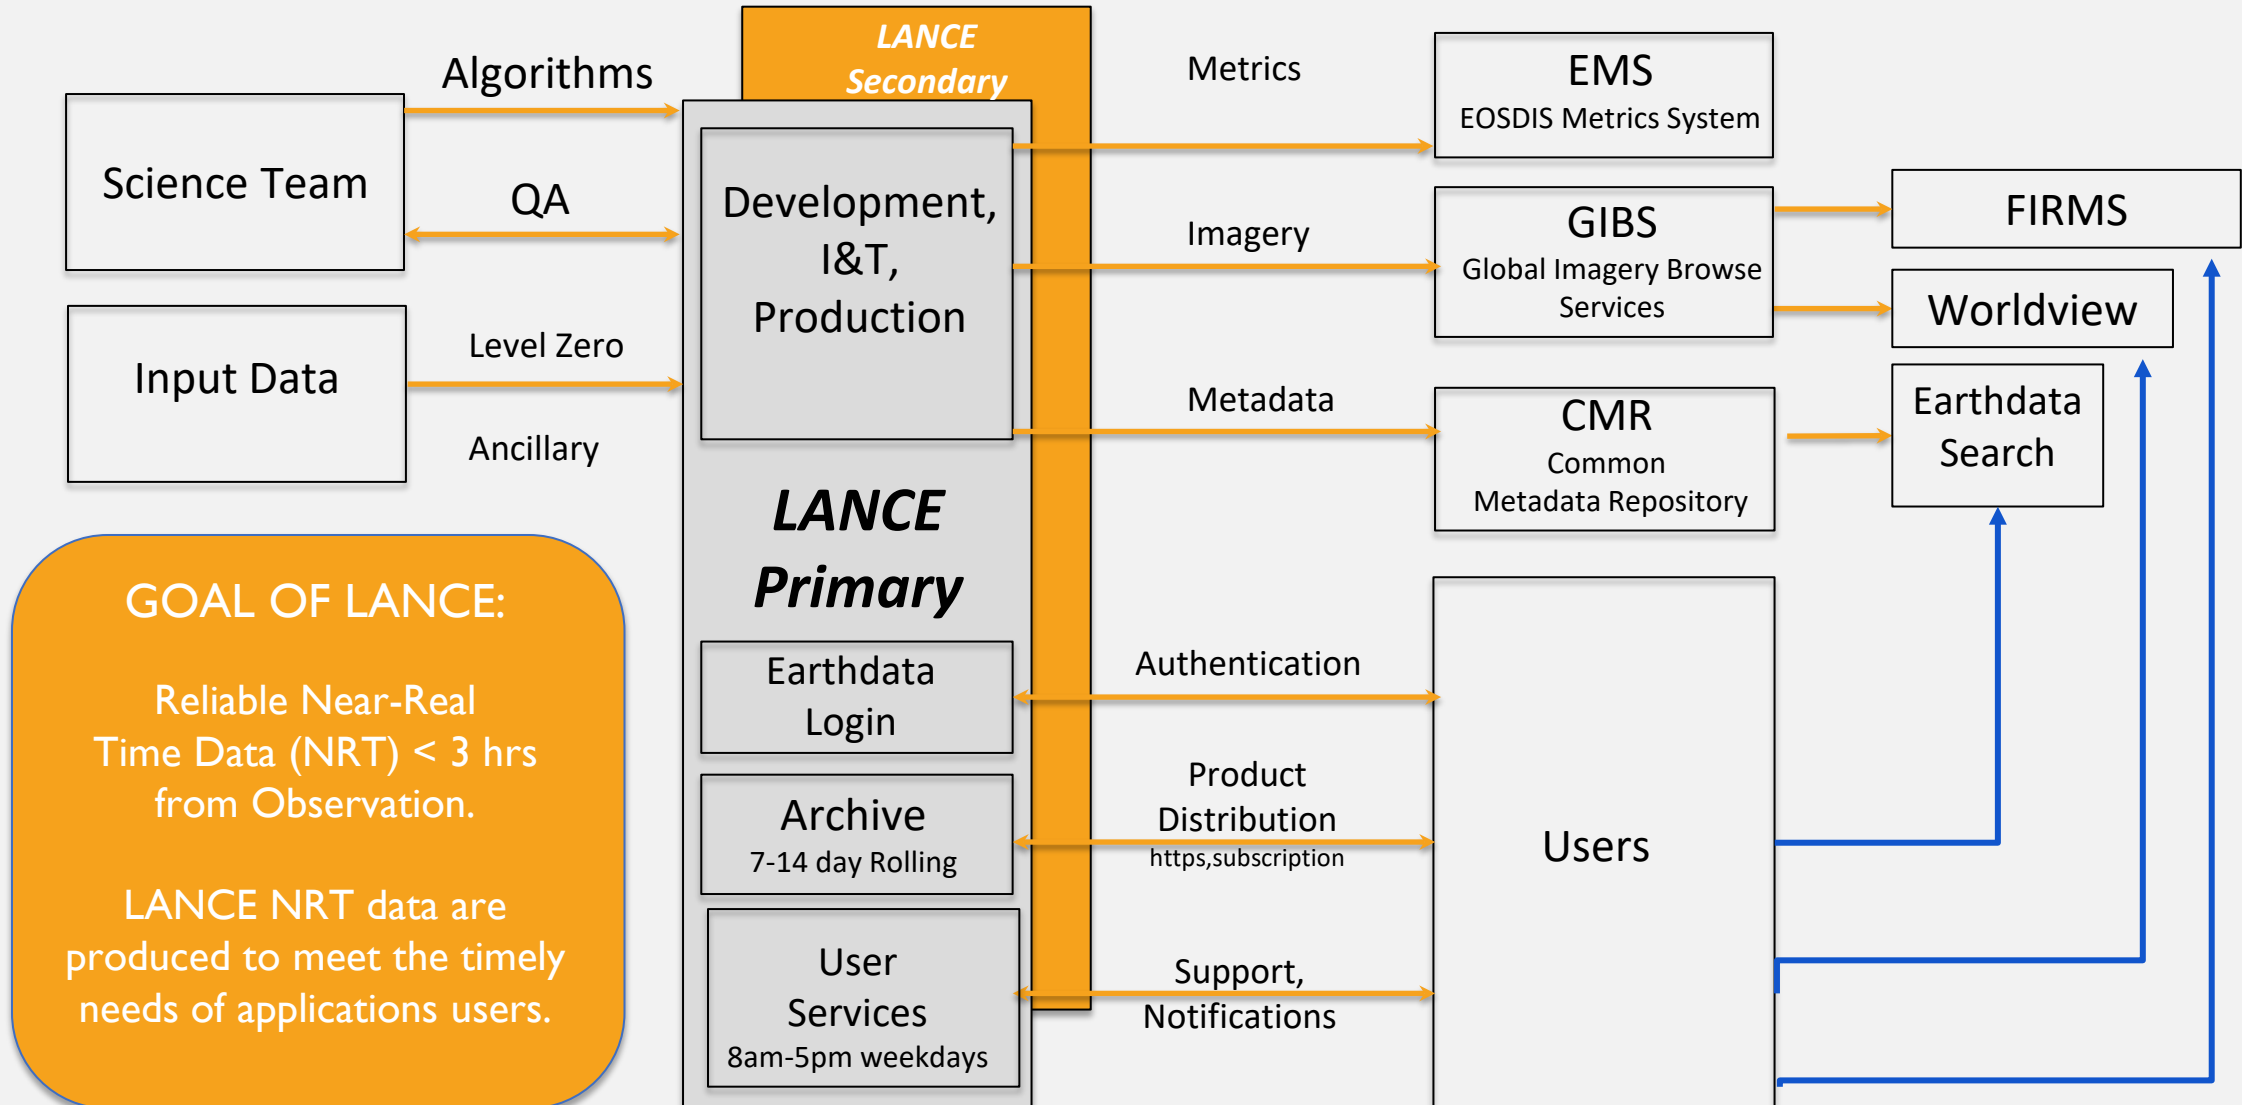 LANCE
Secondary
Algorithms
Science Team
QA
Input Data
Level Zero
Ancillary
Development,
I&T,
Production
LANCE
Primary
Earthdata
Login
Archive
7-14 day Rolling
User
Services
8am-5pm weekdays
Metrics
Imagery
Metadata
Authentication
Product
Distribution
https,subscription
Support,
Notifications
EMS
EOSDIS Metrics System
GIBS
Global Imagery Browse
Services
CMR
Common
Metadata Repository
Users
FIRMS
Worldview
Earthdata
Search
GOAL OF LANCE:
Reliable Near-Real
Time Data (NRT) < 3 hrs
from Observation.
LANCE NRT data are
produced to meet the timely
needs of applications users.